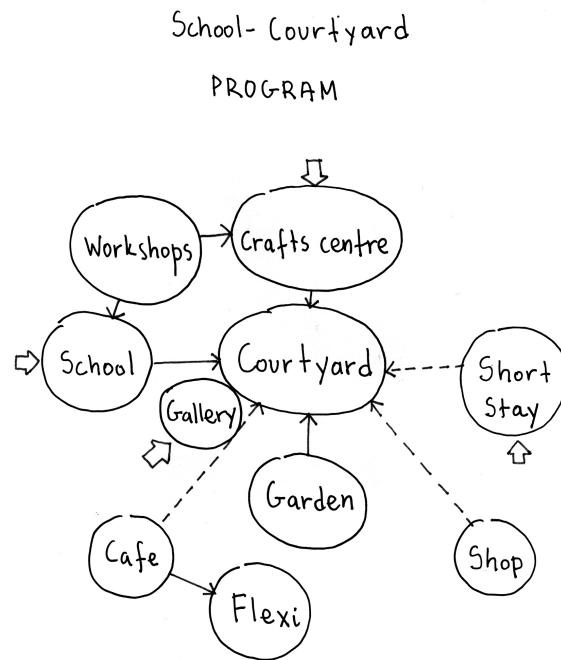 School-Courtyard
PROGRAM
Workshops
Crafts centre
School
Courtyard
Short
Stay
Gallery
Garden
Cafe
Shop
Flexi